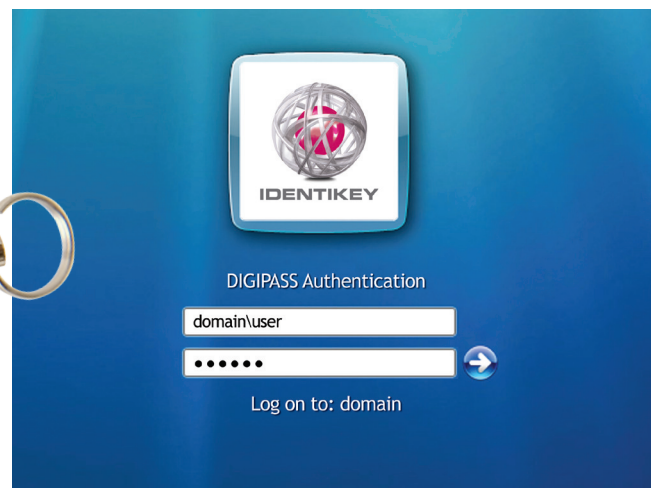 IDENTIKEY
DIGIPASS Authentication
domain\user
••••••
Log on to: domain